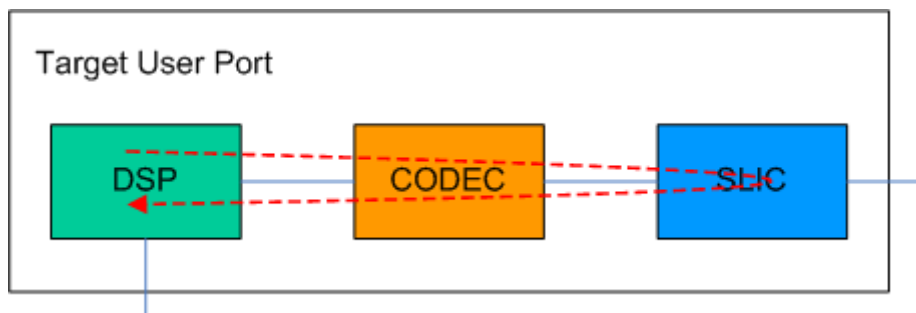 Target User Port
DSP
CODEC
SLIC